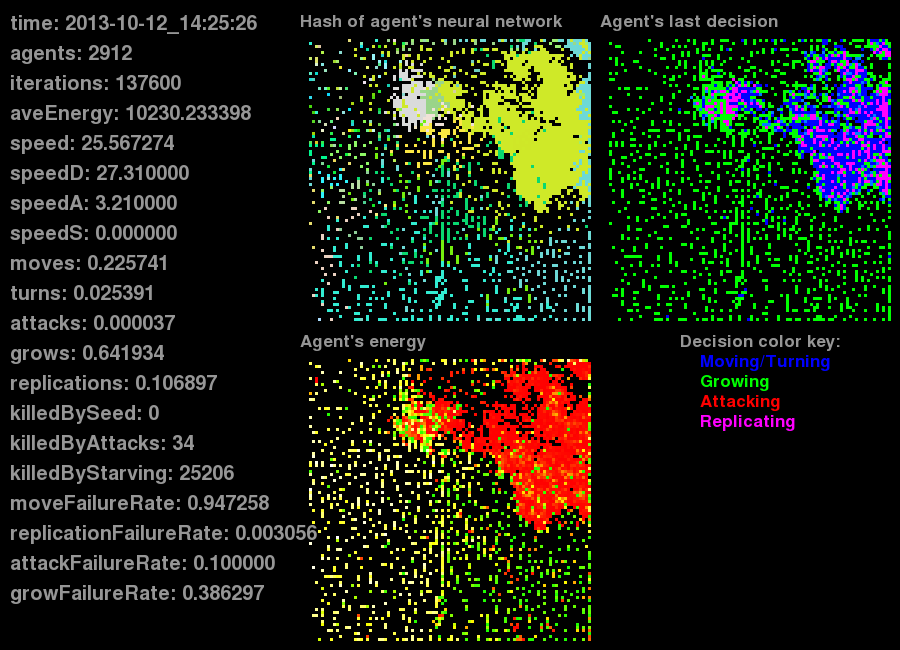 time: 2013-10-12_14:25:26
agents: 2912
iterations: 137600
aveEnergy: 10230.233398
speed: 25.567274
speedD: 27.310000
speedA: 3.210000
speedS: 0.000000
moves: 0.225741
turns: 0.025391
attacks: 0.000037
grows: 0.641934
replications: 0.106897
killedBySeed: 0
killedByAttacks: 34
killedByStarving: 25206
moveFailureRate: 0.947258
replicationFailureRate: 0.003056
attackFailureRate: 0.100000
growFailureRate: 0.386297
Hash of agent's neural network
Agent's last decision
Agent's energy
Decision color key:
Moving/Turning
Growing
Attacking
Replicating